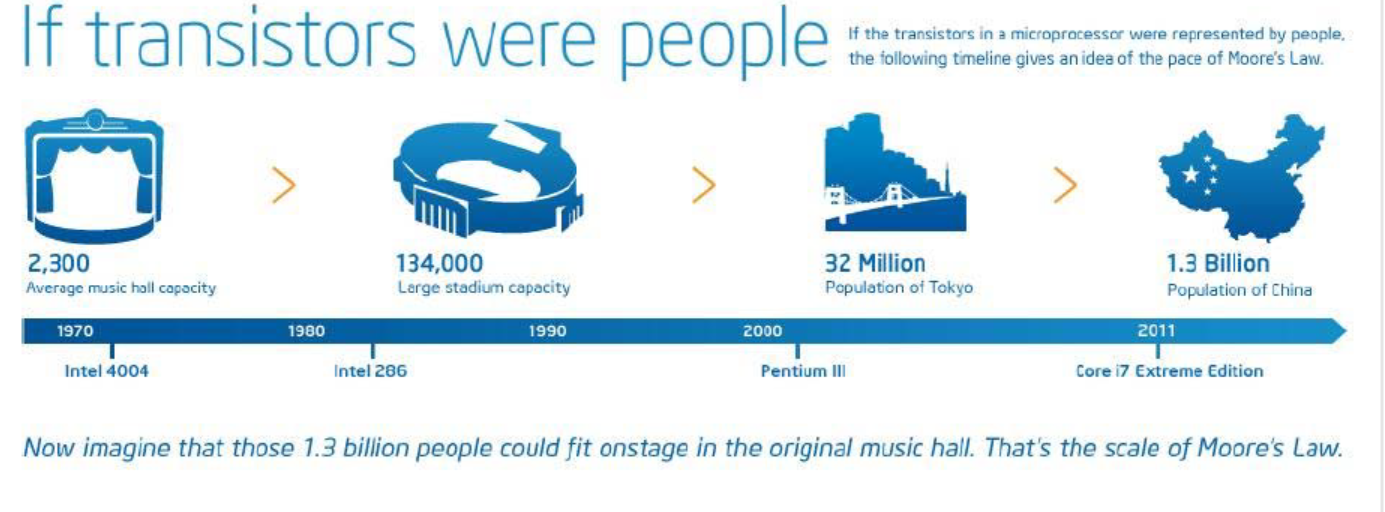 If transistors were people
If the transistors in a microprocessor were represented by people,
the following timeline gives an idea of the pace of Moore's Law.
2,300
Average music hall capacity
134,000
Large stadium capacity
32 Million
Population of Tokyo
1.3 Billion
Population of China
1970 1980 1990 2000 2011
Intel 4004 Intel 286 Pentium III Core i7 Extreme Edition
Now imagine that those 1.3 billion people could fit onstage in the original music hall. That's the scale of Moore's Law.